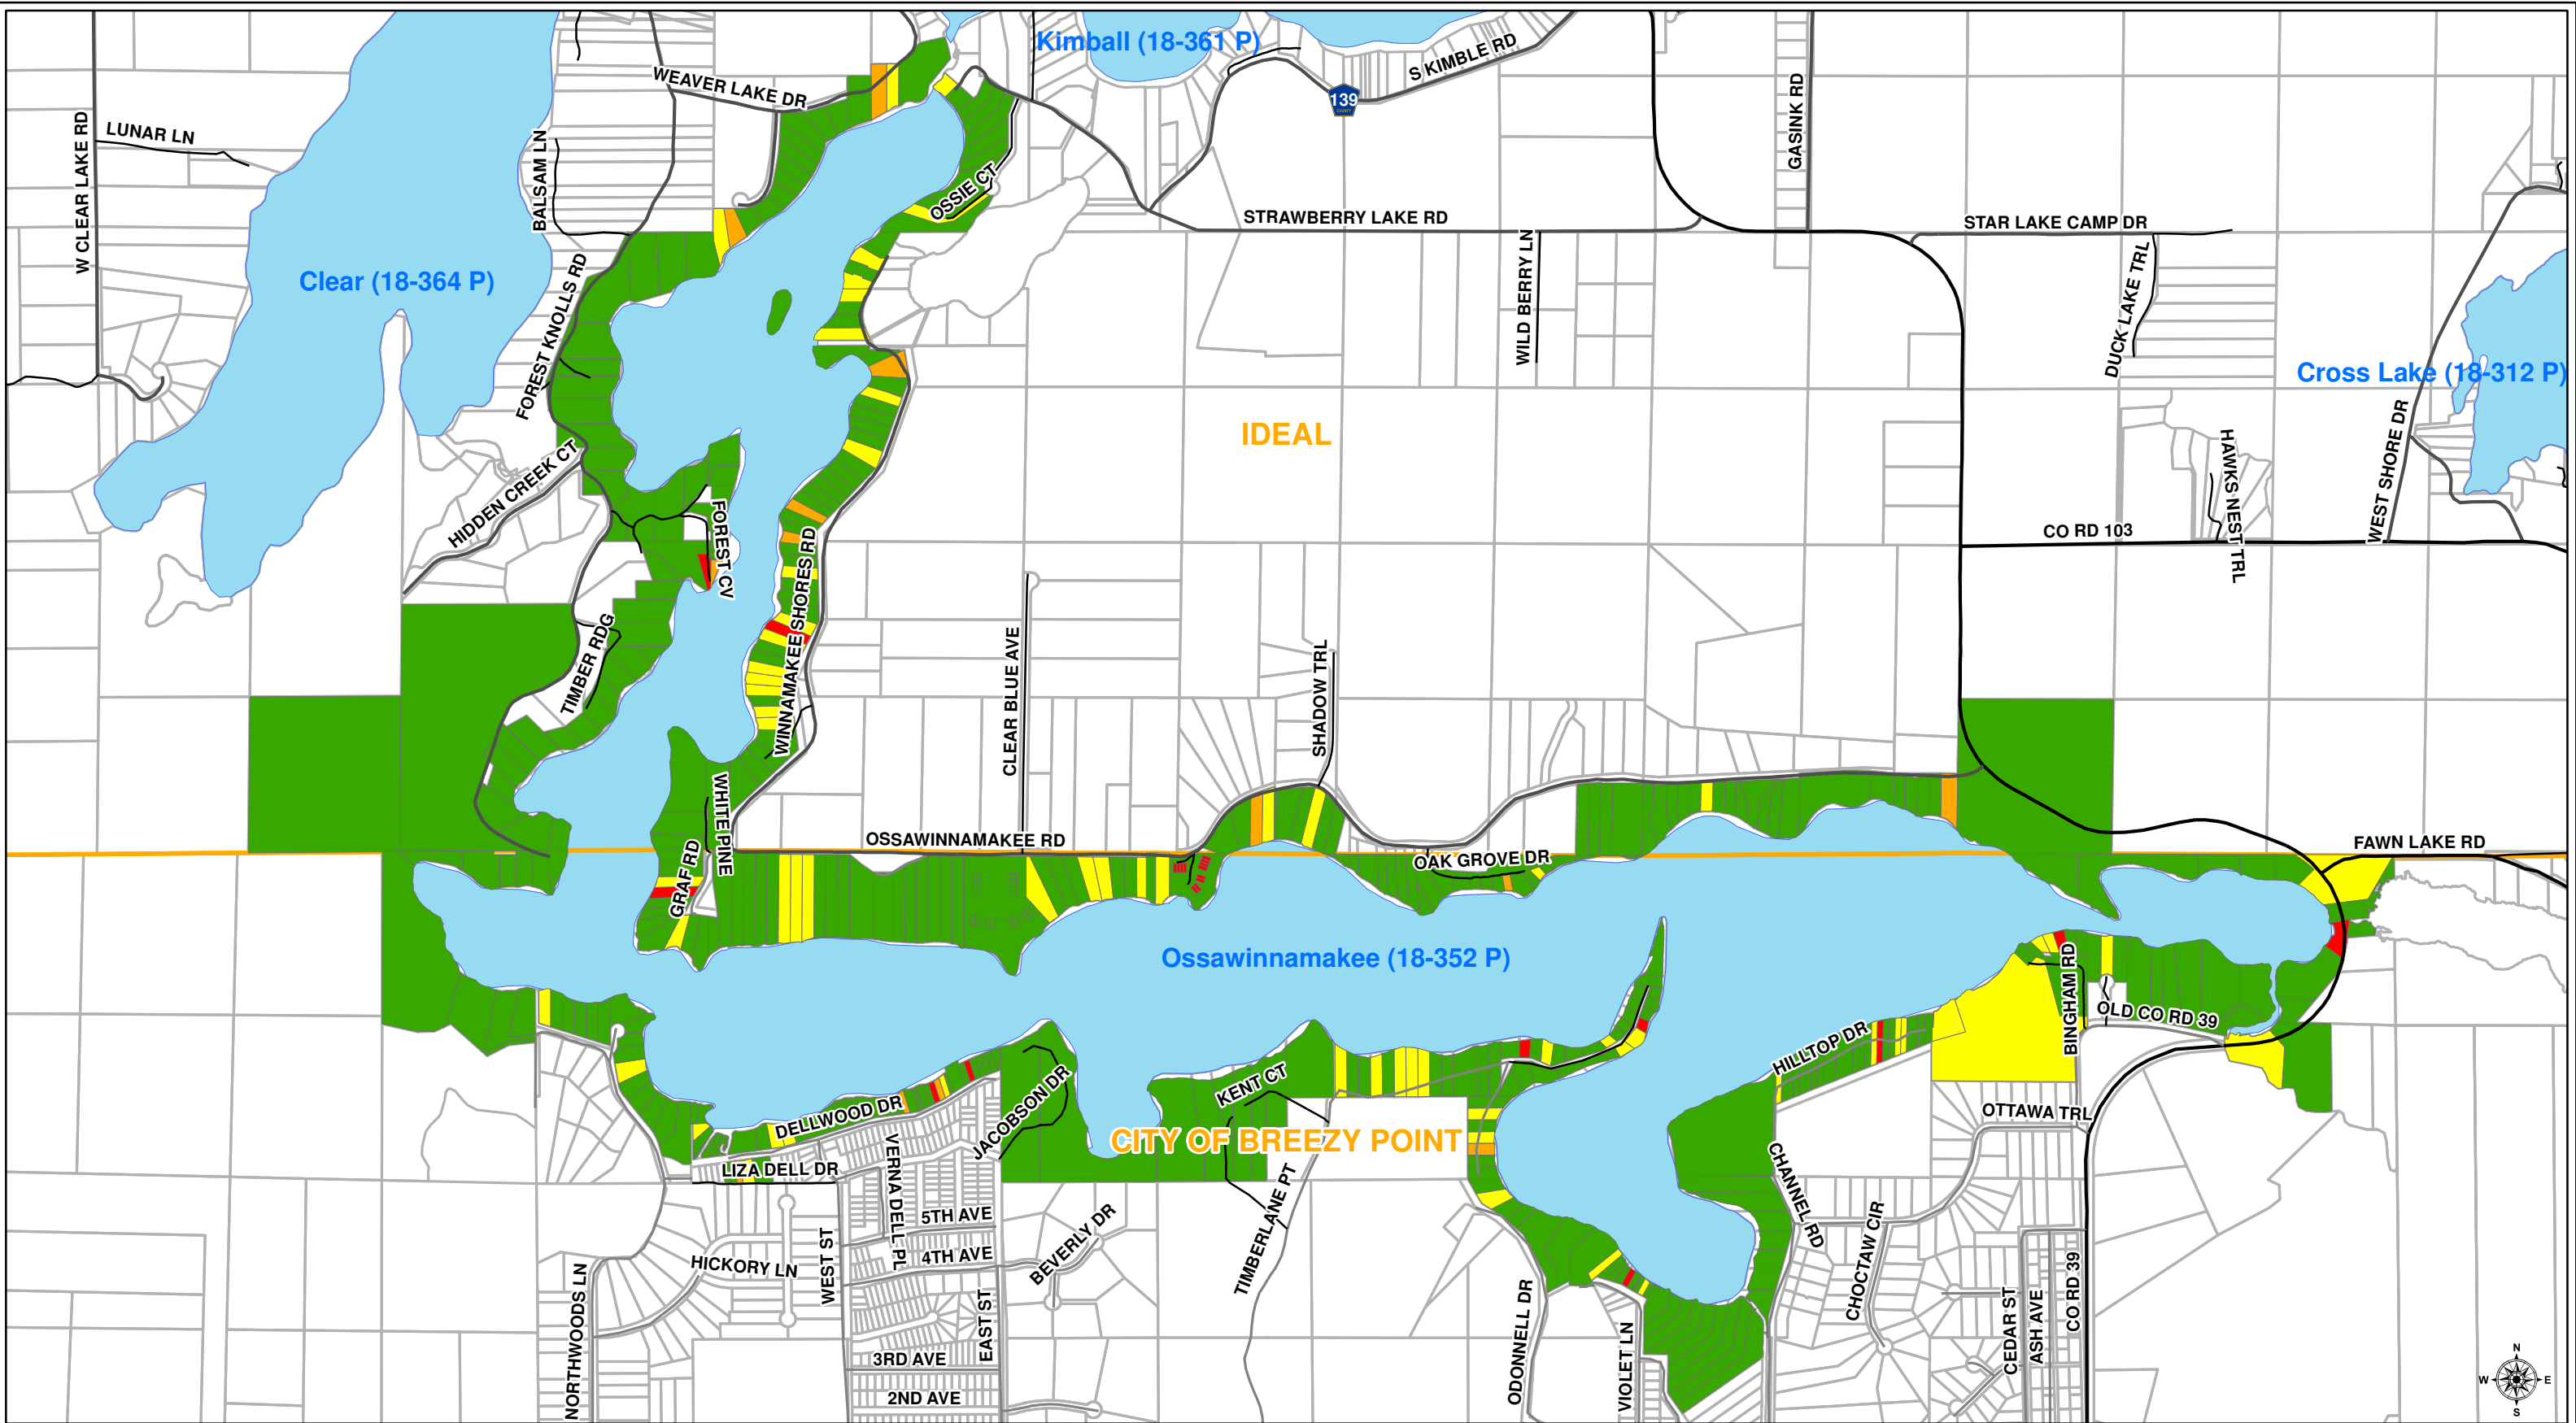 Kimball (18-361 P)
S KIMBLE RD
WEAVER LAKE DR
139
COUNTY
GASINK RD
W CLEAR LAKE RD
LUNAR LN
BALSAM LN
OSSIE CT
STRAWBERRY LAKE RD
STAR LAKE CAMP DR
WILD BERRY LN
DUCK LAKE TRL
Clear (18-364 P)
FOREST KNOLLS RD
Cross Lake (18-312 P)
IDEAL
HIDDEN CREEK CT
HAWKS NEST TRL
WEST SHORE DR
FOREST CV
CO RD 103
WINNAMAKEE SHORES RD
TIMBER RDG
CLEAR BLUE AVE
SHADOW TRL
WHITE PINE
OSSAWINNAMAKEE RD
FAWN LAKE RD
OAK GROVE DR
GRAF RD
Ossawinnamakee (18-352 P)
BINGHAM RD
OLD CO RD 39
HILLTOP DR
KENT CT
JACOBSON DR
DELLWOOD DR
OTTAWA TRL
CITY OF BREEZY POINT
LIZA DELL DR
VERNA DELL PL
CHANNEL RD
TIMBERLANE PT
5TH AVE
BEVERLY DR
CHOCTAW CIR
4TH AVE
HICKORY LN
WEST ST
NORTHWOODS LN
EAST ST
ODONNELL DR
VIOLET LN
CEDAR ST
ASH AVE
CO RD 39
3RD AVE
2ND AVE
N
W E
S